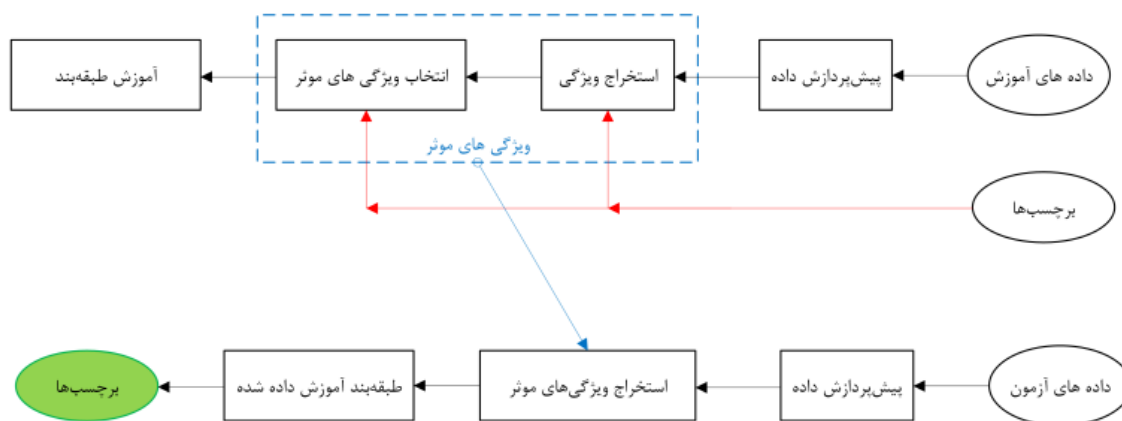 داده های آموزش
پیش‌پردازش داده
استخراج ویژگی
انتخاب ویژگی های موثر
آموزش طبقه‌بند
ویژگی های موثر
برچسب‌ها
داده های آزمون
پیش‌پردازش داده
استخراج ویژگی‌های موثر
طبقه‌بند آموزش داده شده
برچسب‌ها